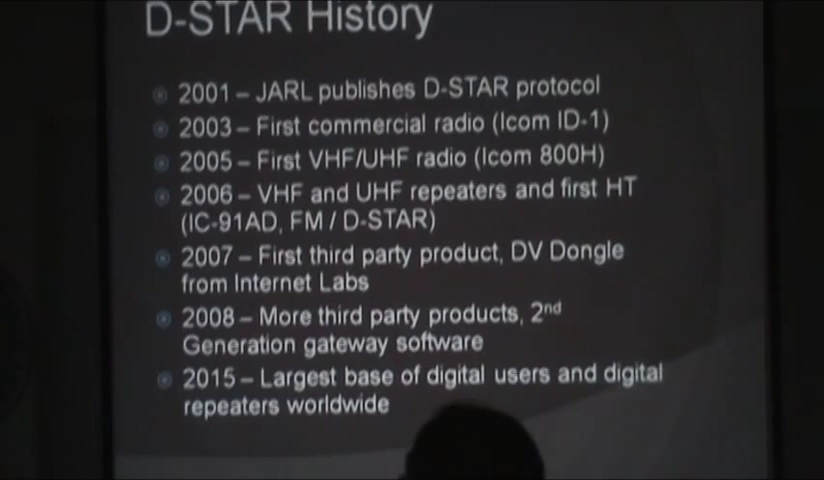 D-STAR History
2001 – JARL publishes D-STAR protocol
2003 – First commercial radio (Icom ID-1)
2005 – First VHF/UHF radio (Icom 800H)
2006 – VHF and UHF repeaters and first HT
(IC-91AD, FM / D-STAR)
2007 – First third party product, DV Dongle
from Internet Labs
2008 – More third party products, 2nd
Generation gateway software
2015 – Largest base of digital users and digital
repeaters worldwide